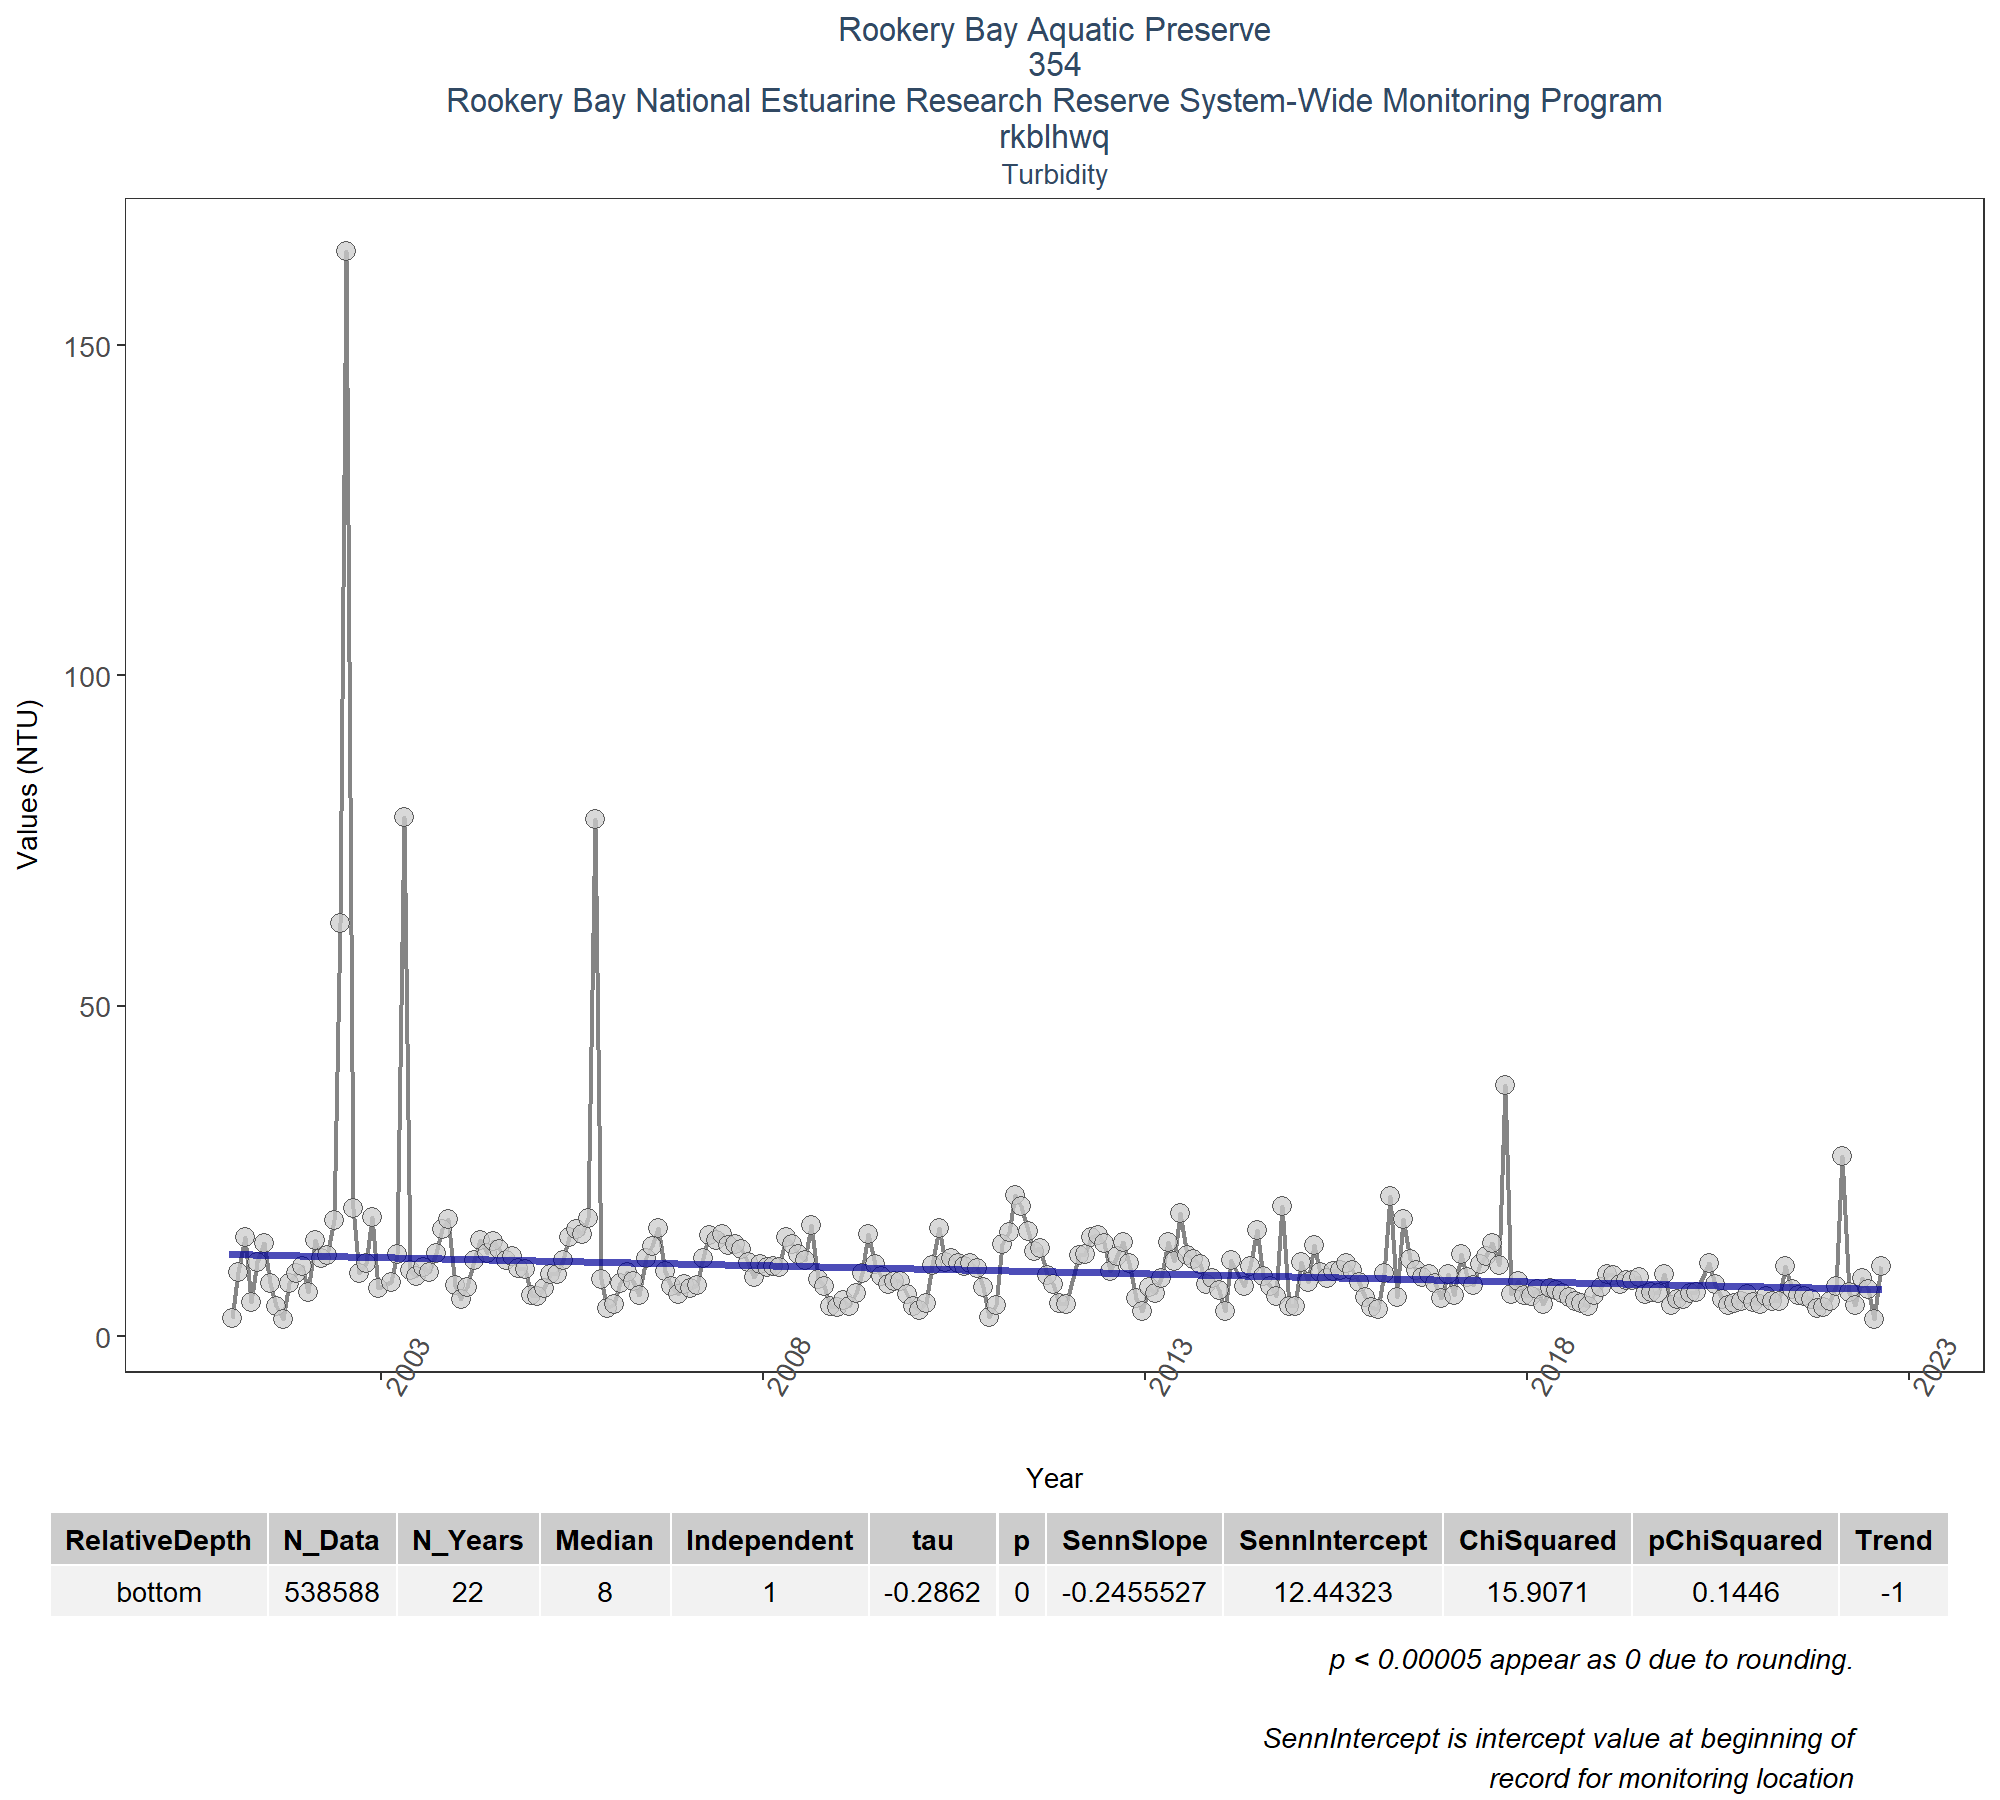 Rookery Bay Aquatic Preserve
354
Rookery Bay National Estuarine Research Reserve System-Wide Monitoring Program
rkblhwq
Turbidity
150
100
50
0
Values (NTU)
2003 2008 2013 2018 2023
Year
RelativeDepth N_Data N_Years Median Independent tau p SennSlope SennIntercept ChiSquared pChiSquared Trend
bottom 538588 22 8 1 -0.2862 0 -0.2455527 12.44323 15.9071 0.1446 -1
p < 0.00005 appear as 0 due to rounding.
SennIntercept is intercept value at beginning of
record for monitoring location